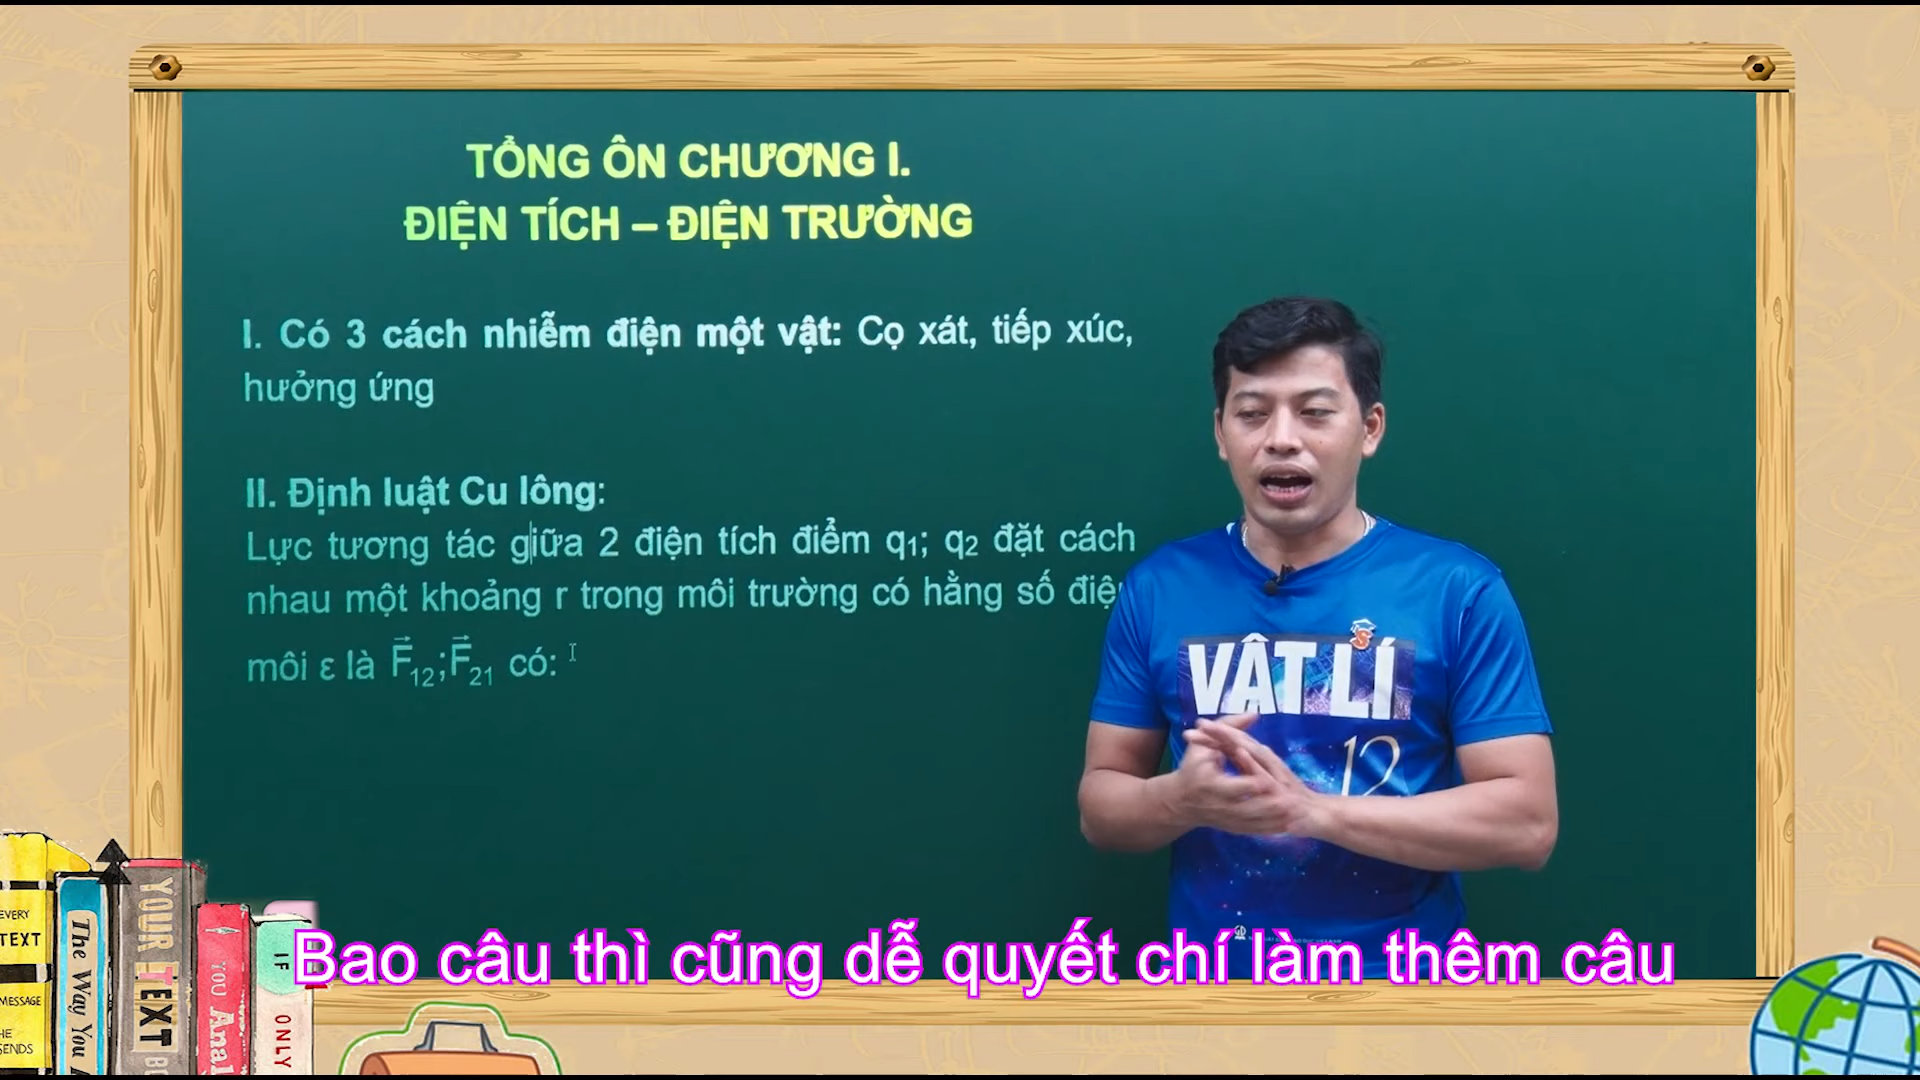 TỔNG ÔN CHƯƠNG I.
ĐIỆN TÍCH – ĐIỆN TRƯỜNG
I. Có 3 cách nhiễm điện một vật: Cọ xát, tiếp xúc,
hưởng ứng
II. Định luật Cu lông:
Lực tương tác giữa 2 điện tích điểm q₁; q₂ đặt cách
nhau một khoảng r trong môi trường có hằng số điện
môi ε là F⃗₁₂;F⃗₂₁ có:
VẬT LÍ
12
Bao câu thì cũng dễ quyết chí làm thêm câu
EVERY
TEXT
MESSAGE
The Way You
YOUR
TEXT
YOU
IF
ONLY